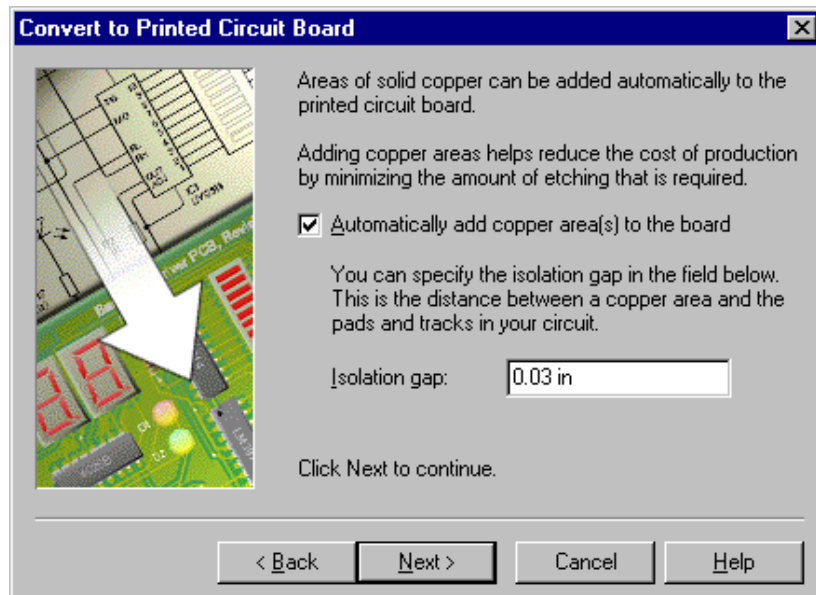 Convert to Printed Circuit Board
Areas of solid copper can be added automatically to the
printed circuit board.
Adding copper areas helps reduce the cost of production
by minimizing the amount of etching that is required.
Automatically add copper area(s) to the board
You can specify the isolation gap in the field below.
This is the distance between a copper area and the
pads and tracks in your circuit.
Isolation gap: 0.03 in
Click Next to continue.
< Back Next > Cancel Help
PCB,
D1
D2